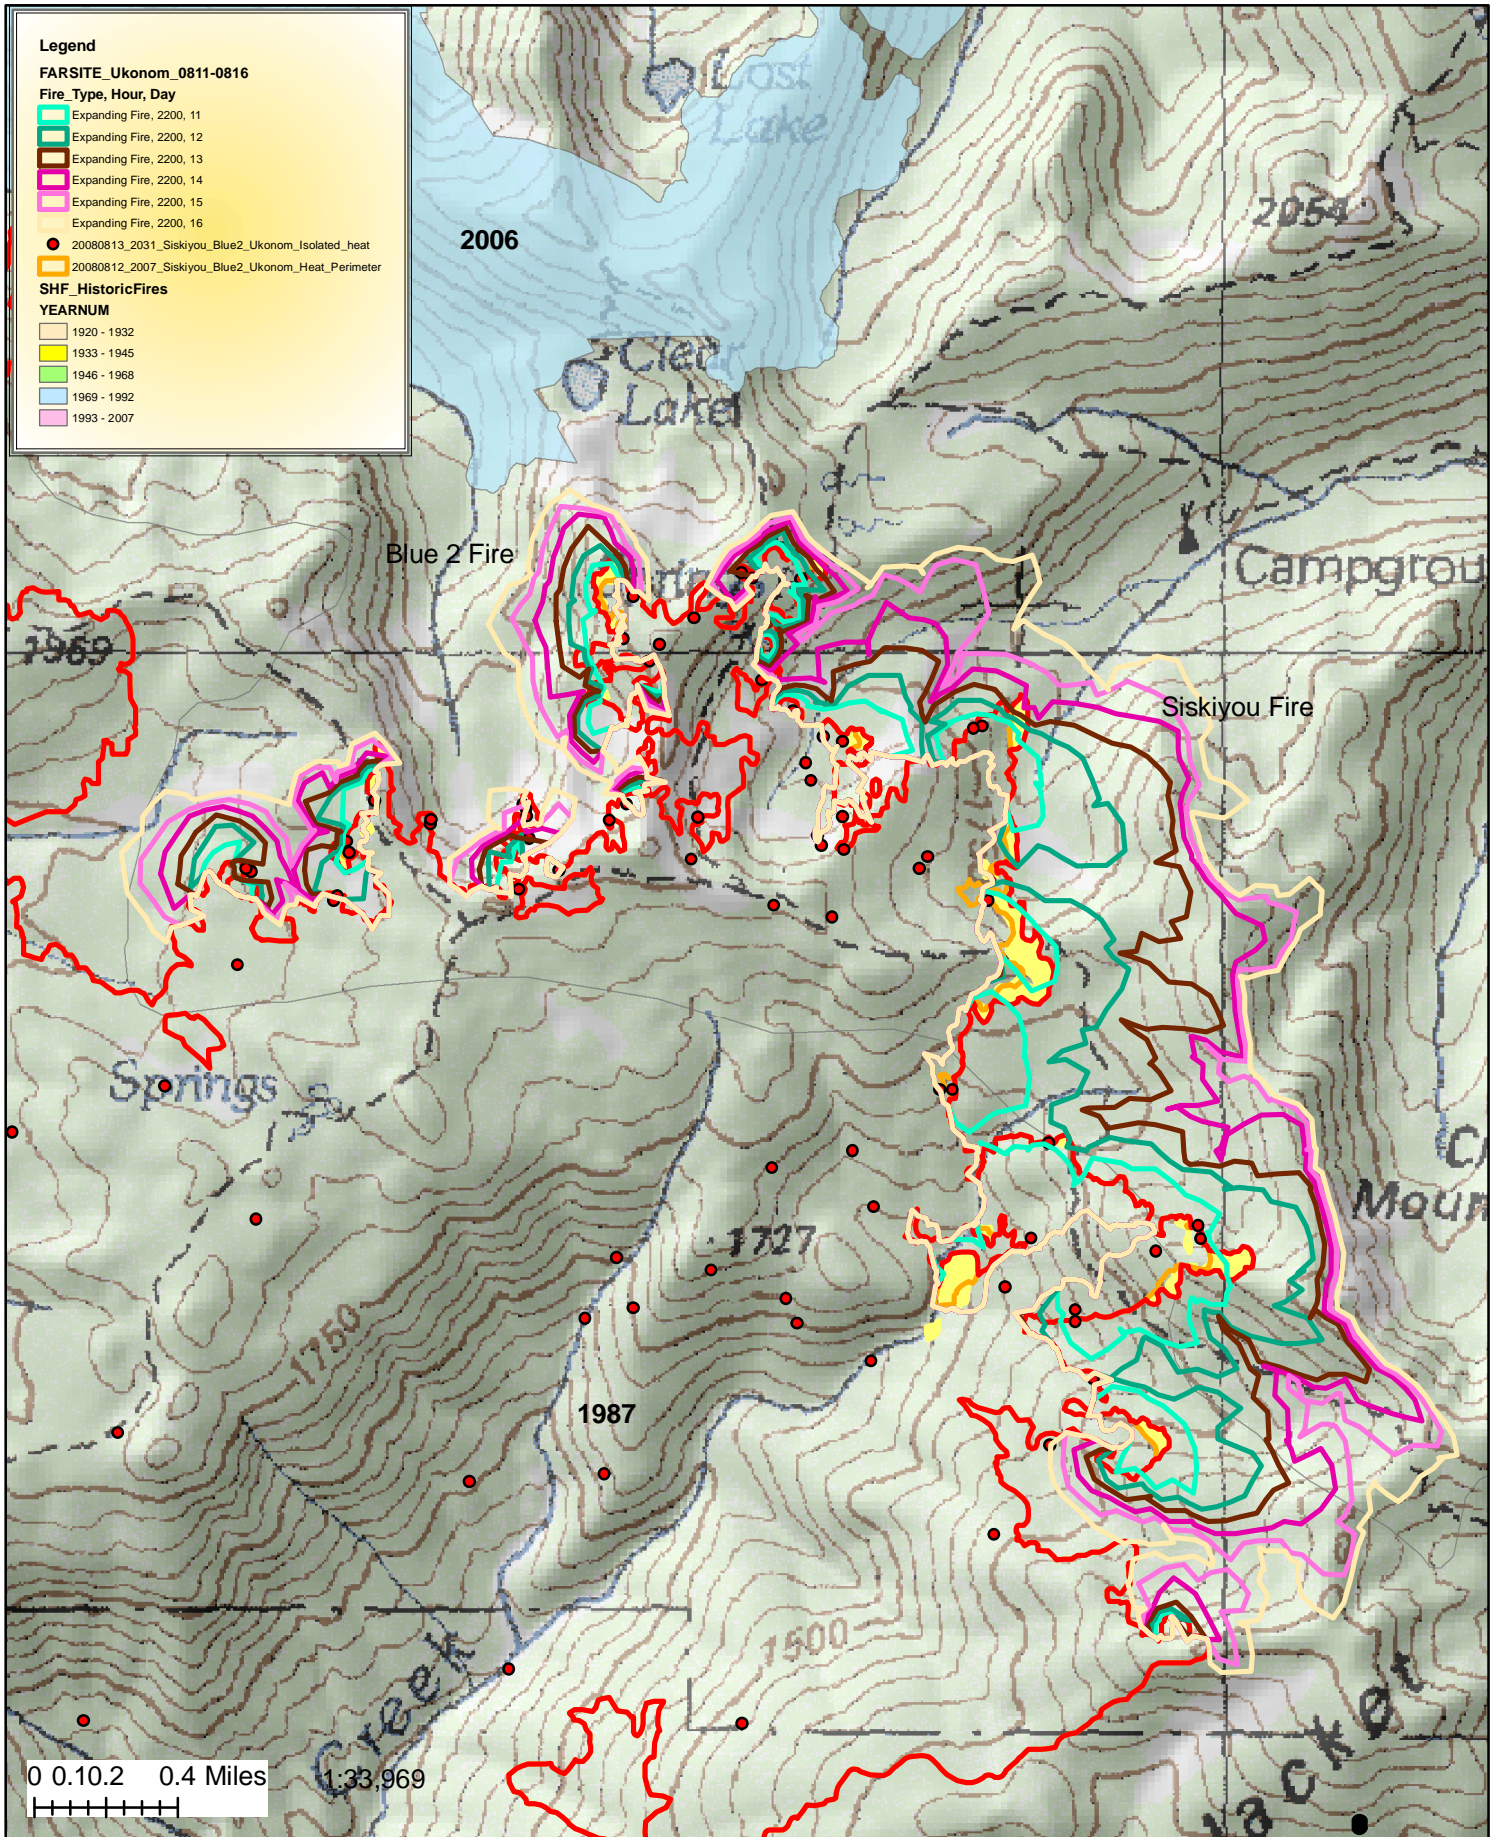 Legend
FARSITE_Ukonom_0811-0816
Fire_Type, Hour, Day
Expanding Fire, 2200, 11
Expanding Fire, 2200, 12
Expanding Fire, 2200, 13
Expanding Fire, 2200, 14
Expanding Fire, 2200, 15
Expanding Fire, 2200, 16
20080813_2031_Siskiyou_Blue2_Ukonom_Isolated_heat
20080812_2007_Siskiyou_Blue2_Ukonom_Heat_Perimeter
SHF_HistoricFires
YEARNUM
1920 - 1932
1933 - 1945
1946 - 1968
1969 - 1992
1993 - 2007
Lost
Lake
2054
2006
Clear
Lake
Blue 2 Fire
Campgrou
1969
Siskiyou Fire
Springs
Moun
1727
1750
1987
1500
Creek
0 0.10.2 0.4 Miles
1:33,969